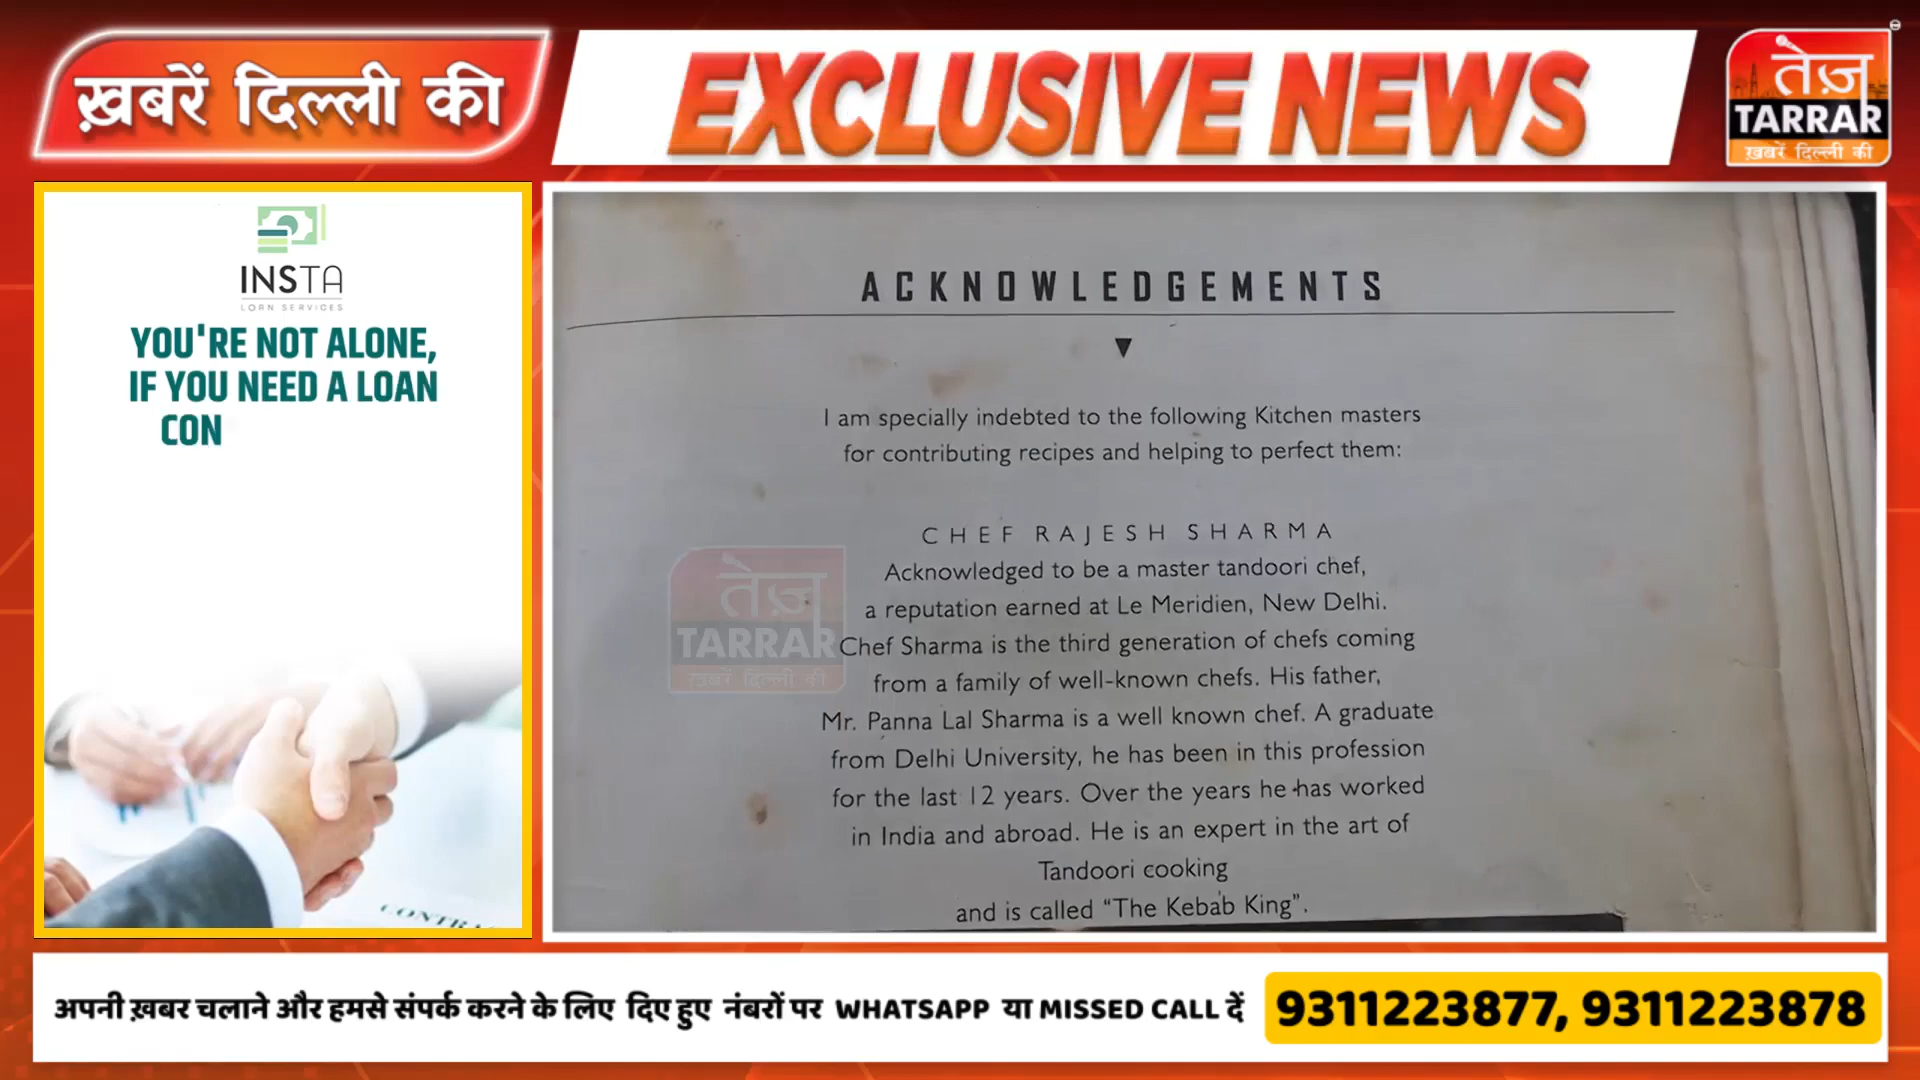 ख़बरें दिल्ली की
EXCLUSIVE NEWS
तेज़
TARRAR
ख़बरें दिल्ली की
INSTA
LOAN SERVICES
YOU'RE NOT ALONE,
IF YOU NEED A LOAN
CON
ACKNOWLEDGEMENTS
I am specially indebted to the following Kitchen masters
for contributing recipes and helping to perfect them:
CHEF RAJESH SHARMA
Acknowledged to be a master tandoori chef,
a reputation earned at Le Meridien, New Delhi.
Chef Sharma is the third generation of chefs coming
from a family of well-known chefs. His father,
Mr. Panna Lal Sharma is a well known chef. A graduate
from Delhi University, he has been in this profession
for the last 12 years. Over the years he has worked
in India and abroad. He is an expert in the art of
Tandoori cooking
and is called “The Kebab King”.
तेज़
TARRAR
ख़बरें दिल्ली की
अपनी ख़बर चलाने और हमसे संपर्क करने के लिए दिए हुए नंबरों पर WHATSAPP या MISSED CALL दें
9311223877, 9311223878